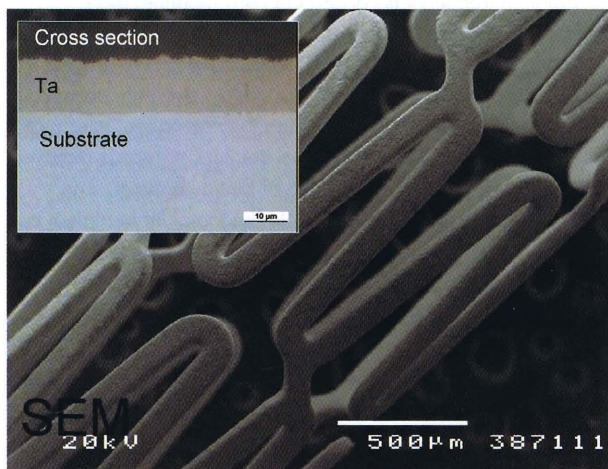 Cross section
Ta
Substrate
10 µm
SEM
20kV 500µm 387111